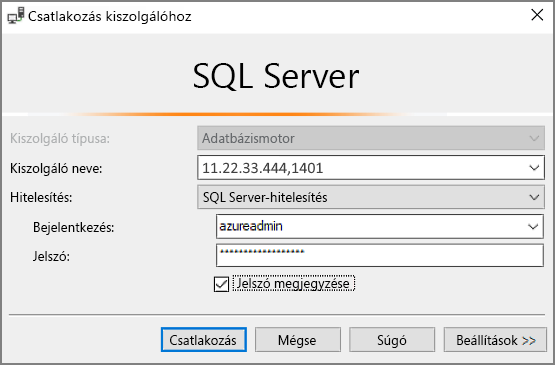 Csatlakozás kiszolgálóhoz
SQL Server
Kiszolgáló típusa: Adatbázismotor
Kiszolgáló neve: 11.22.33.444,1401
Hitelesítés: SQL Server-hitelesítés
Bejelentkezés: azureadmin
Jelszó: ******************
Jelszó megjegyzése
Csatlakozás Mégse Súgó Beállítások >>